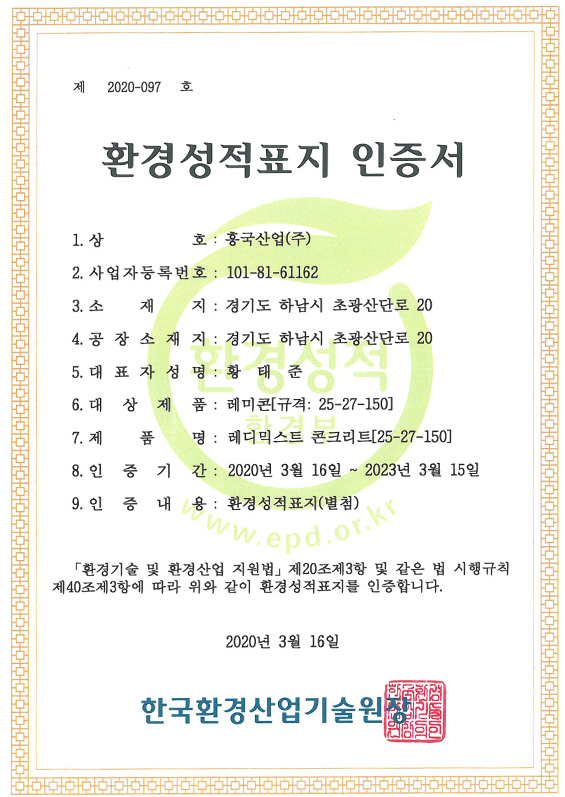 제 2020-097 호
환경성적표지 인증서
1. 상 호 : 흥국산업(주)
2. 사업자등록번호 : 101-81-61162
3. 소 재 지 : 경기도 하남시 초광산단로 20
4. 공 장 소 재 지 : 경기도 하남시 초광산단로 20
5. 대 표 자 성 명 : 황 태 준
6. 대 상 제 품 : 레미콘[규격: 25-27-150]
7. 제 품 명 : 레디믹스트 콘크리트[25-27-150]
8. 인 증 기 간 : 2020년 3월 16일 ~ 2023년 3월 15일
9. 인 증 내 용 : 환경성적표지(별침)
환경성적
환경부
www.epd.or.kr
「환경기술 및 환경산업 지원법」 제20조제3항 및 같은 법 시행규칙
제40조제3항에 따라 위와 같이 환경성적표지를 인증합니다.
2020년 3월 16일
한국환경산업기술원장